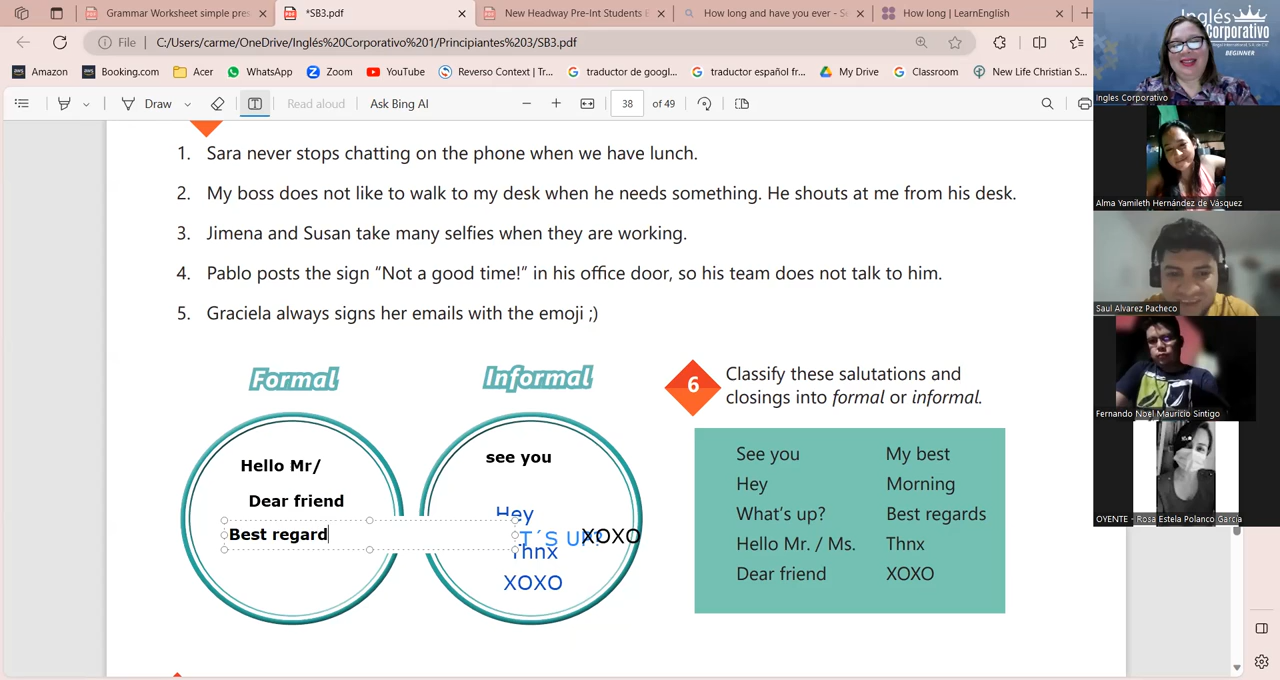 Grammar Worksheet simple pres
*SB3.pdf
New Headway Pre-Int Students B
How long and have you ever - Se
How long | LearnEnglish
File
C:/Users/carme/OneDrive/Inglés%20Corporativo%201/Principiantes%203/SB3.pdf
Amazon
Booking.com
Acer
WhatsApp
Zoom
YouTube
Reverso Context | Tr...
traductor de googl...
traductor español fr...
My Drive
Classroom
New Life Christian S...
Draw
Read aloud
Ask Bing AI
38 of 49
1. Sara never stops chatting on the phone when we have lunch.
2. My boss does not like to walk to my desk when he needs something. He shouts at me from his desk.
3. Jimena and Susan take many selfies when they are working.
4. Pablo posts the sign “Not a good time!” in his office door, so his team does not talk to him.
5. Graciela always signs her emails with the emoji ;)
Formal
Hello Mr/
Dear friend
Best regard
Informal
see you
Hey
T´S UP?
XOXO
Thnx
XOXO
6 Classify these salutations and
closings into formal or informal.
See you
Hey
What’s up?
Hello Mr. / Ms.
Dear friend
My best
Morning
Best regards
Thnx
XOXO
Inglés
Corporativo
BEGINNER
Ingles Corporativo
Alma Yamileth Hernández de Vásquez
Saul Alvarez Pacheco
Fernando Noel Mauricio Sintigo
OYENTE - Rosa Estela Polanco García